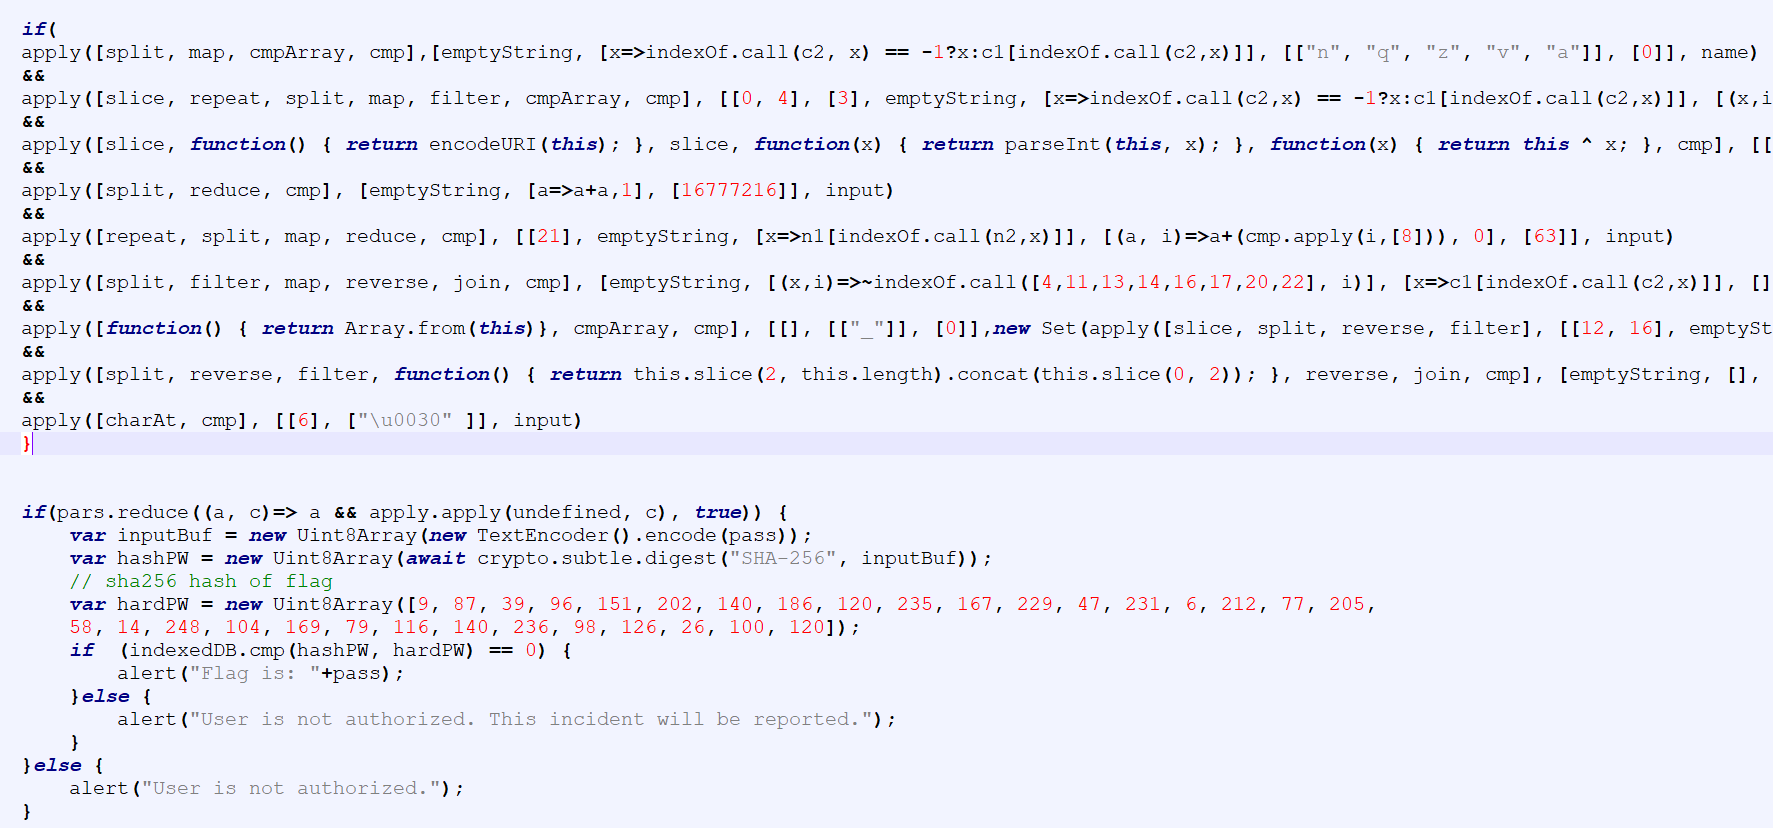 if(
apply([split, map, cmpArray, cmp],[emptyString, [x=>indexOf.call(c2, x) == -1?x:c1[indexOf.call(c2,x)]], [["n", "q", "z", "v", "a"]], [0]], name)
&&
apply([slice, repeat, split, map, filter, cmpArray, cmp], [[0, 4], [3], emptyString, [x=>indexOf.call(c2,x) == -1?x:c1[indexOf.call(c2,x)]], [(x,i
&&
apply([slice, function() { return encodeURI(this); }, slice, function(x) { return parseInt(this, x); }, function(x) { return this ^ x; }, cmp], [[
&&
apply([split, reduce, cmp], [emptyString, [a=>a+a,1], [16777216]], input)
&&
apply([repeat, split, map, reduce, cmp], [[21], emptyString, [x=>n1[indexOf.call(n2,x)]], [(a, i)=>a+(cmp.apply(i,[8])), 0], [63]], input)
&&
apply([split, filter, map, reverse, join, cmp], [emptyString, [(x,i)=>~indexOf.call([4,11,13,14,16,17,20,22], i)], [x=>c1[indexOf.call(c2,x)]], []
&&
apply([function() { return Array.from(this)}, cmpArray, cmp], [[], [["_"]], [0]],new Set(apply([slice, split, reverse, filter], [[12, 16], emptySt
&&
apply([split, reverse, filter, function() { return this.slice(2, this.length).concat(this.slice(0, 2)); }, reverse, join, cmp], [emptyString, [],
&&
apply([charAt, cmp], [[6], ["\u0030" ]], input)
}
if(pars.reduce((a, c)=> a && apply.apply(undefined, c), true)) {
var inputBuf = new Uint8Array(new TextEncoder().encode(pass));
var hashPW = new Uint8Array(await crypto.subtle.digest("SHA-256", inputBuf));
// sha256 hash of flag
var hardPW = new Uint8Array([9, 87, 39, 96, 151, 202, 140, 186, 120, 235, 167, 229, 47, 231, 6, 212, 77, 205,
58, 14, 248, 104, 169, 79, 116, 140, 236, 98, 126, 26, 100, 120]);
if  (indexedDB.cmp(hashPW, hardPW) == 0) {
alert("Flag is: "+pass);
}else {
alert("User is not authorized. This incident will be reported.");
}
}else {
alert("User is not authorized.");
}